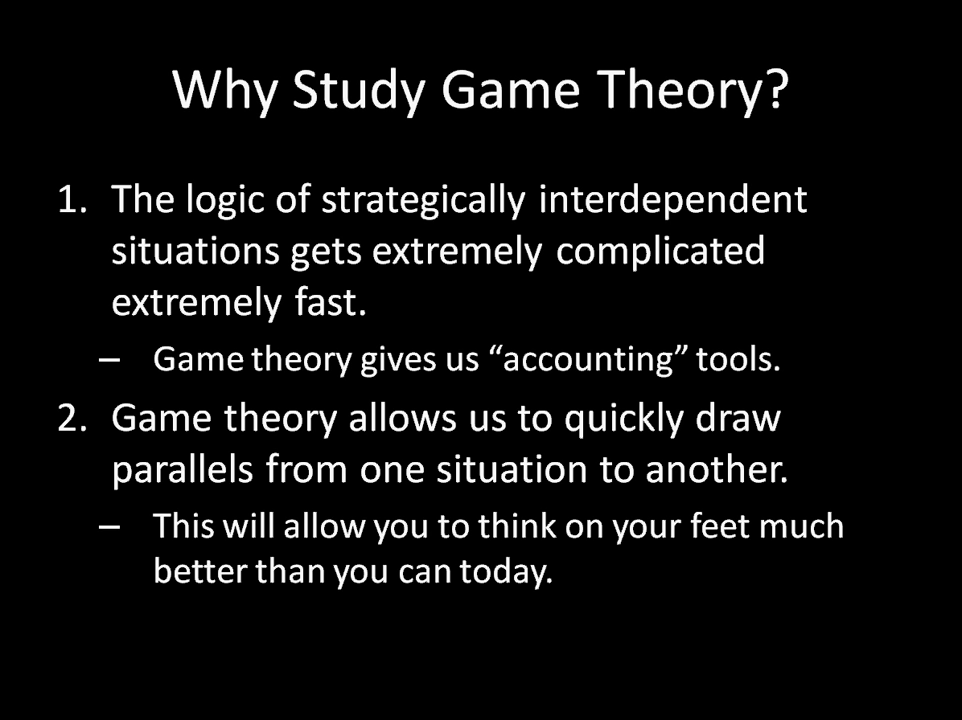 Why Study Game Theory?
1. The logic of strategically interdependent
situations gets extremely complicated
extremely fast.
– Game theory gives us “accounting” tools.
2. Game theory allows us to quickly draw
parallels from one situation to another.
– This will allow you to think on your feet much
better than you can today.